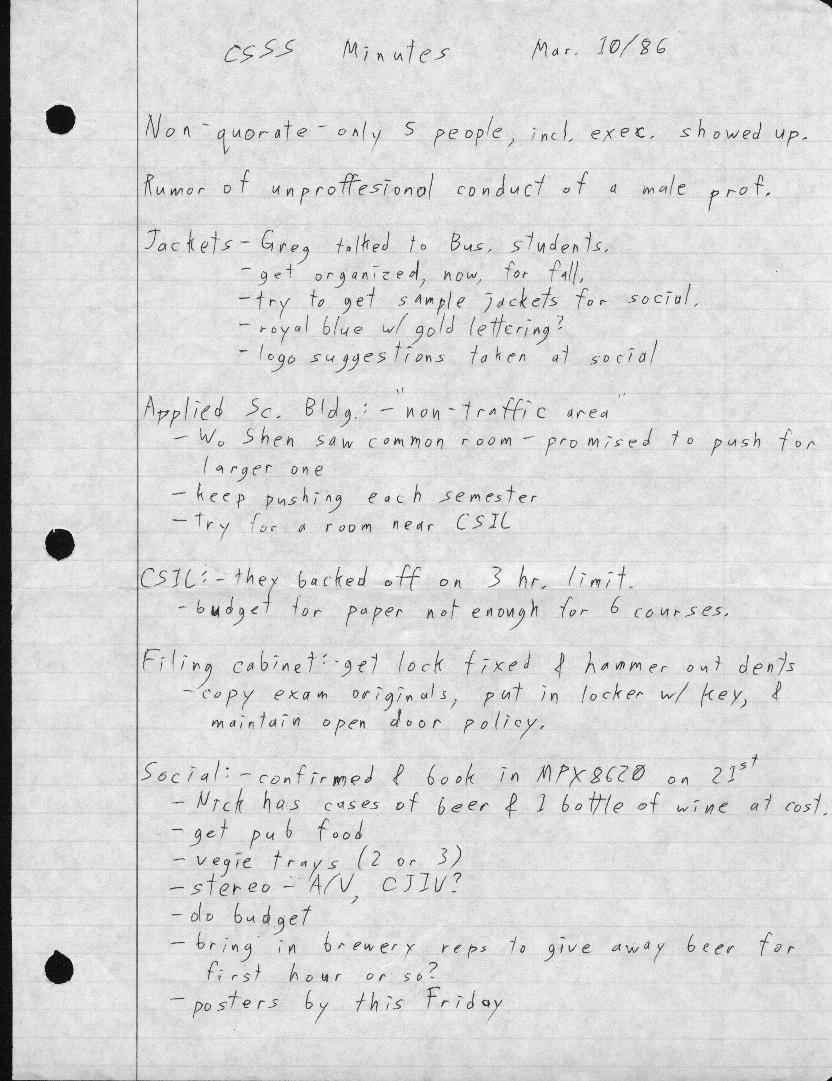 CSSS Minutes Mar. 10/86
Non-quorate - only 5 people, incl. exec. showed up.
Rumor of unproffesional conduct of a male prof.
Jackets - Greg talked to Bus. students.
- get organized, now, for fall.
- try to get sample jackets for social.
- royal blue w/ gold lettering?
- logo suggestions taken at social
Applied Sc. Bldg.: - "non-traffic area"
- W. Shen saw common room - promised to push for
larger one
- keep pushing each semester
- try for a room near CSIL
CSIL: - they backed off on 3 hr. limit.
- budget for paper not enough for 6 courses.
Filing cabinet: - get lock fixed & hammer out dents
- copy exam originals, put in locker w/ key, &
maintain open door policy.
Social: - confirmed & book in MPX8620 on 21st
- Nick has cases of beer & 1 bottle of wine at cost.
- get pub food
- vegie trays (2 or 3)
- stereo - A/V, CJIV?
- do budget
- bring in brewery reps to give away beer for
first hour or so?
- posters by this Friday